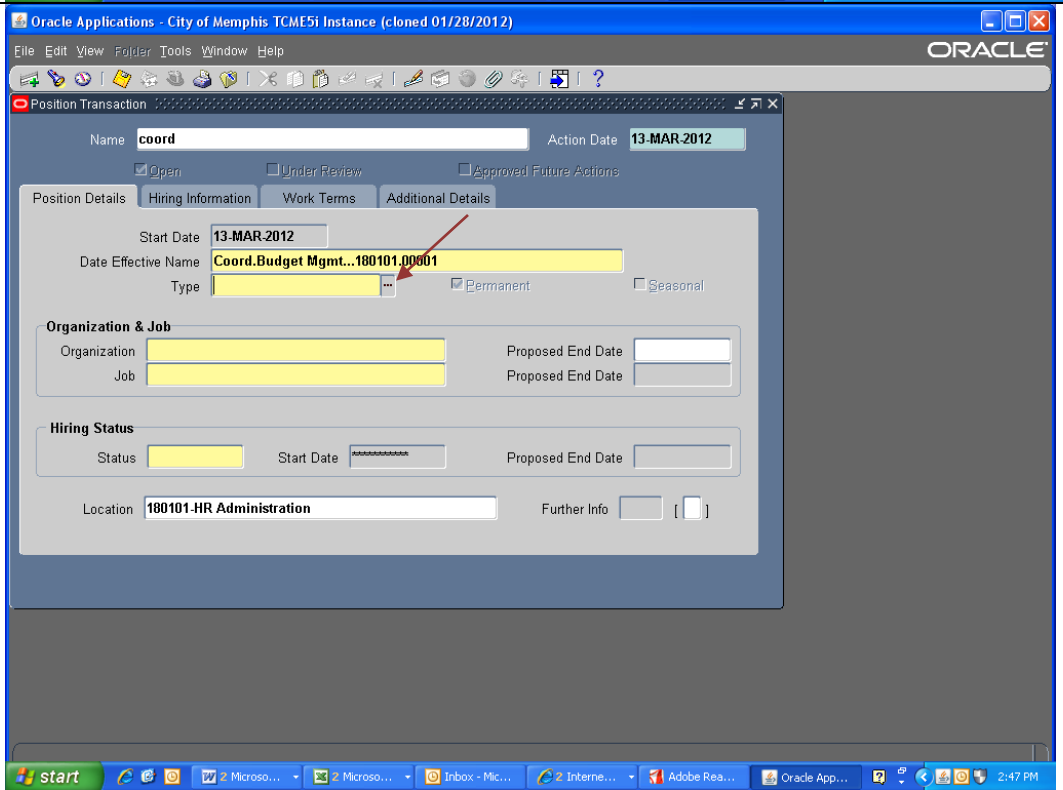 Oracle Applications - City of Memphis TCME5i Instance (cloned 01/28/2012)
File Edit View Folder Tools Window Help
ORACLE
Position Transaction
Name coord Action Date 13-MAR-2012
Open Under Review Approved Future Actions
Position Details Hiring Information Work Terms Additional Details
Start Date 13-MAR-2012
Date Effective Name Coord.Budget Mgmt...180101.00001
Type ... Permanent Seasonal
Organization & Job
Organization Proposed End Date
Job Proposed End Date
Hiring Status
Status Start Date *********** Proposed End Date
Location 180101-HR Administration Further Info [ ]
start 2 Microso... 2 Microso... Inbox - Mic... 2 Interne... Adobe Rea... Oracle App... 2:47 PM